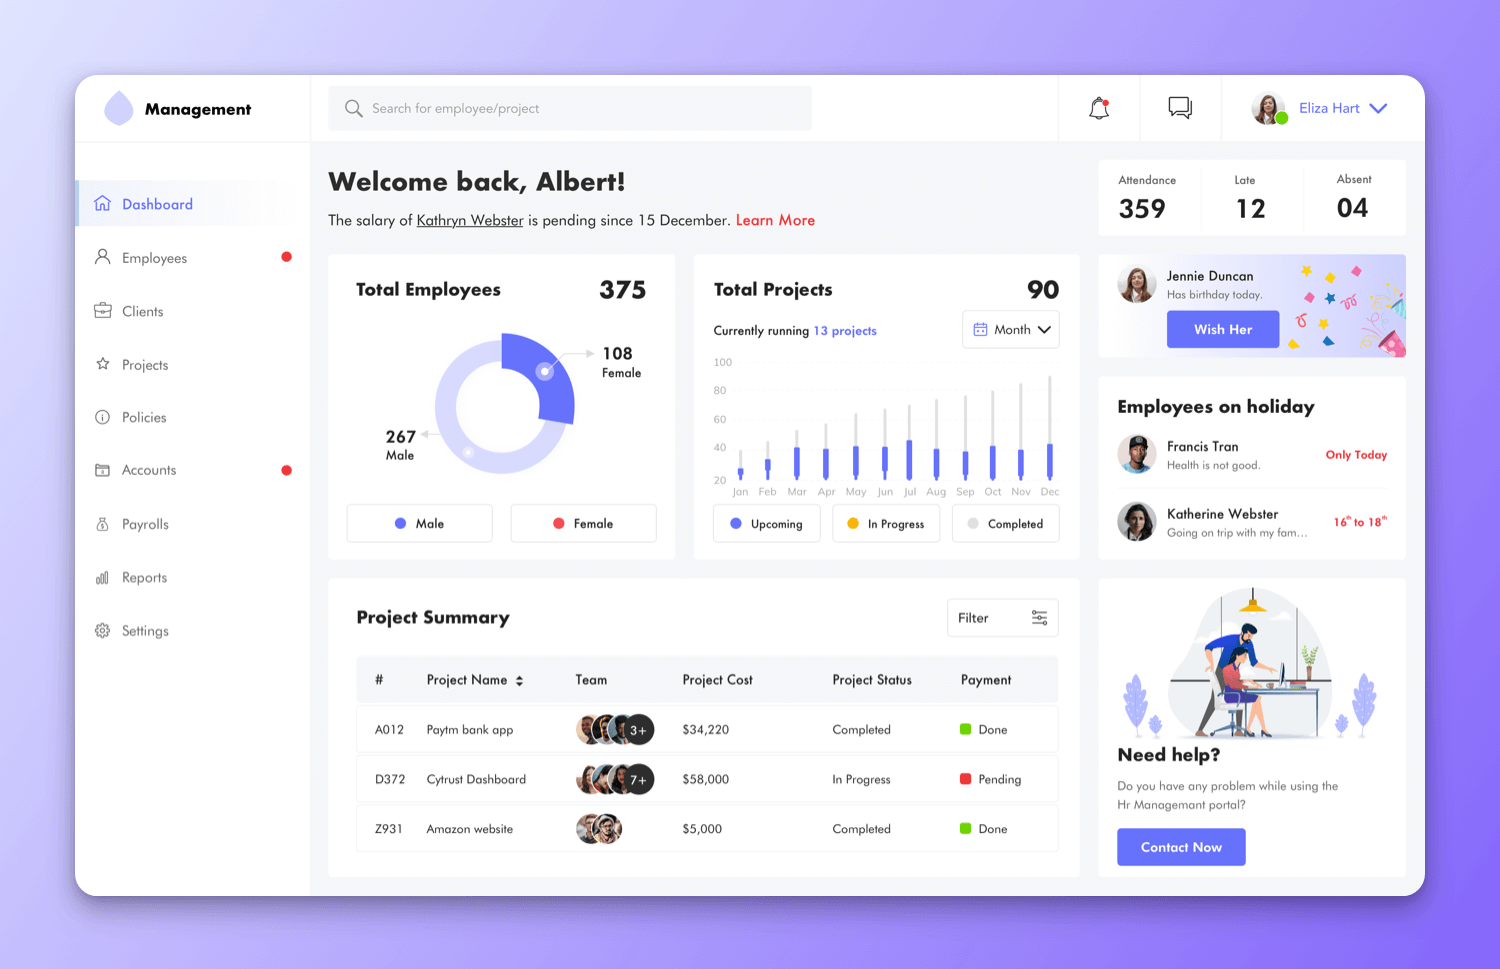 Management
Search for employee/project
Eliza Hart
Dashboard
Employees
Clients
Projects
Policies
Accounts
Payrolls
Reports
Settings
Welcome back, Albert!
The salary of Kathryn Webster is pending since 15 December. Learn More
Attendance Late Absent
359 12 04
Total Employees 375
108
Female
267
Male
Male Female
Total Projects 90
Currently running 13 projects
Month
100
80
60
40
20
Jan Feb Mar Apr May Jun Jul Aug Sep Oct Nov Dec
Upcoming In Progress Completed
Jennie Duncan
Has birthday today.
Wish Her
Employees on holiday
Francis Tran
Health is not good.
Only Today
Katherine Webster
Going on trip with my fam...
16th to 18th
Project Summary
Filter
# Project Name Team Project Cost Project Status Payment
A012 Paytm bank app 3+ $34,220 Completed Done
D372 Cytrust Dashboard 7+ $58,000 In Progress Pending
Z931 Amazon website $5,000 Completed Done
Need help?
Do you have any problem while using the
Hr Managemant portal?
Contact Now